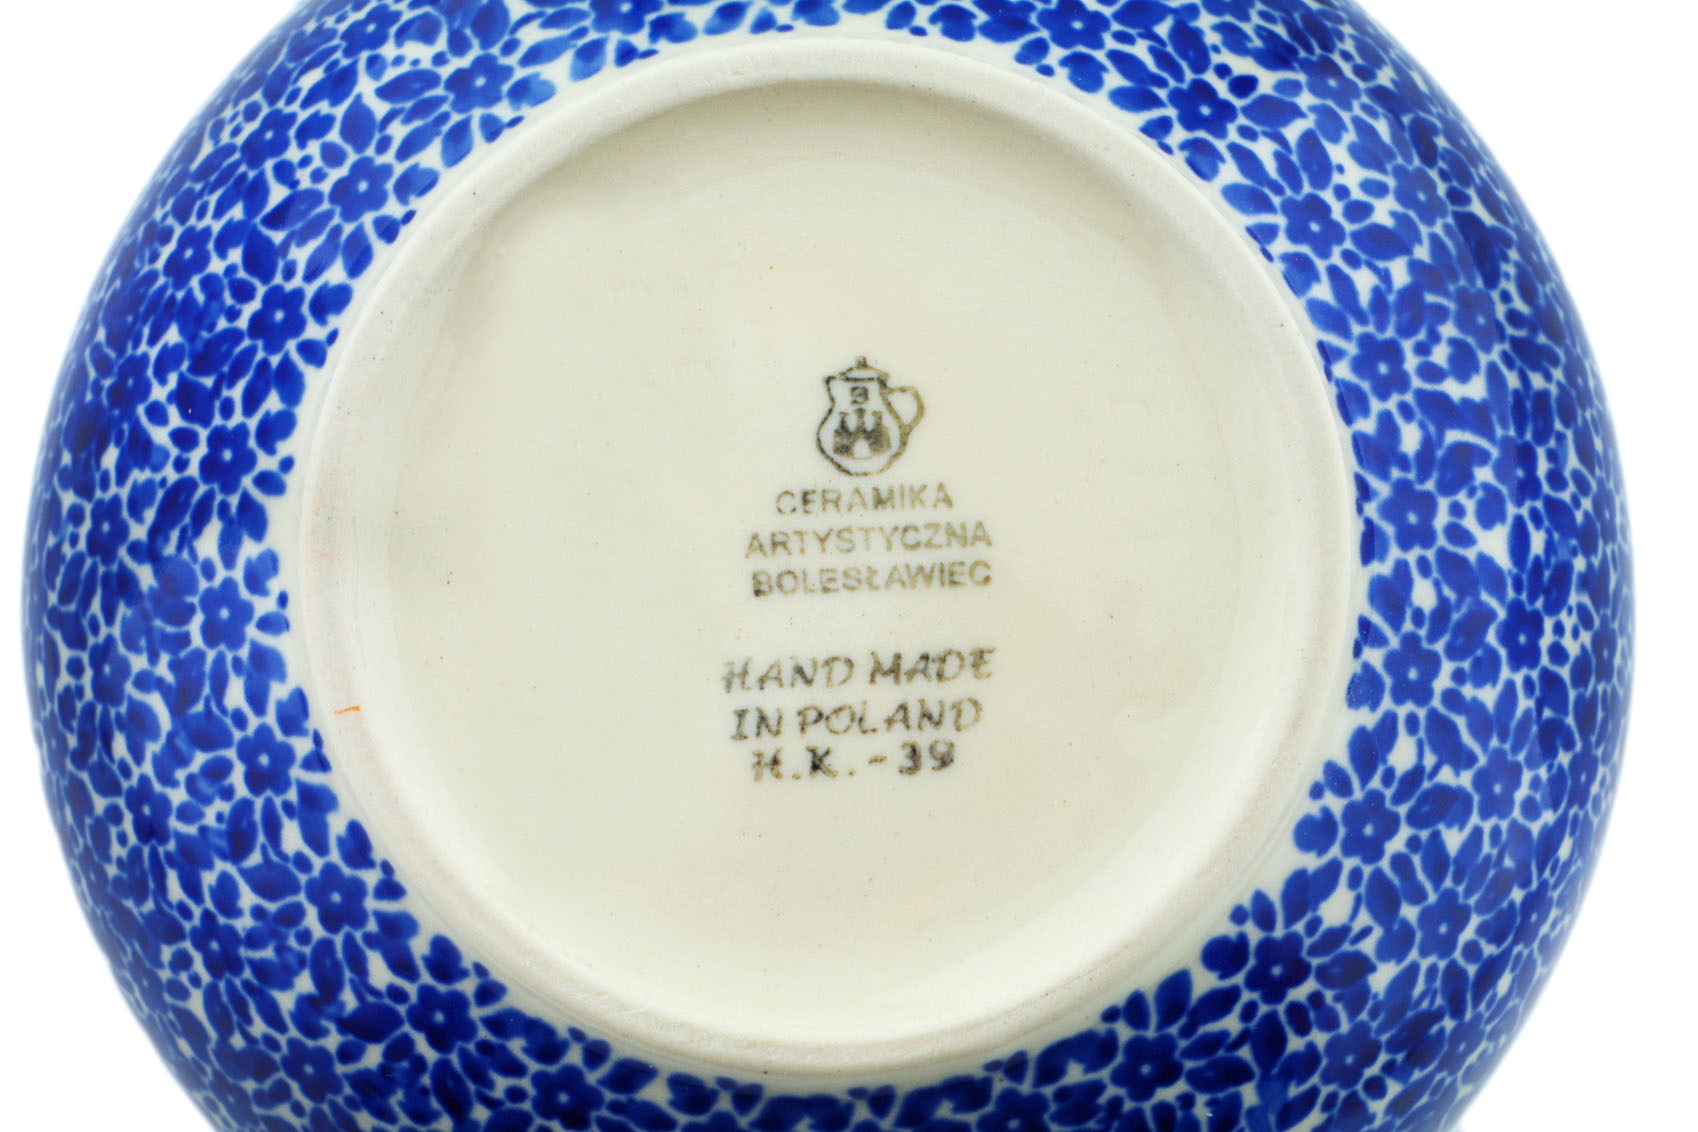 B
CERAMIKA
ARTYSTYCZNA
BOLESŁAWIEC
HAND MADE
IN POLAND
H.K.-39